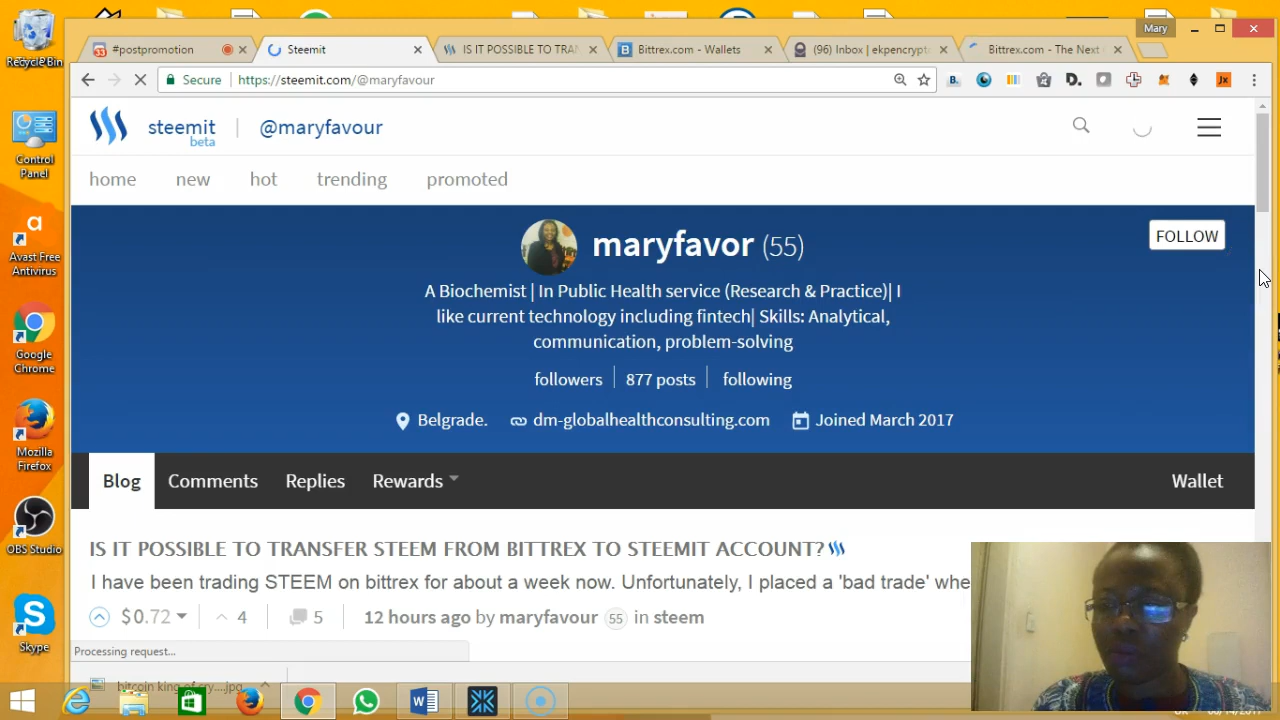 Recycle Bin
Control Panel
Avast Free Antivirus
Google Chrome
Mozilla Firefox
OBS Studio
Skype
Mary
#postpromotion
Steemit
IS IT POSSIBLE TO TRAN
Bittrex.com - Wallets
(96) Inbox | ekpencrypt
Bittrex.com - The Next
Secure https://steemit.com/@maryfavour
steemit beta | @maryfavour
home new hot trending promoted
maryfavor (55)
FOLLOW
A Biochemist | In Public Health service (Research & Practice)| I
like current technology including fintech| Skills: Analytical,
communication, problem-solving
followers 877 posts following
Belgrade. dm-globalhealthconsulting.com Joined March 2017
Blog Comments Replies Rewards Wallet
IS IT POSSIBLE TO TRANSFER STEEM FROM BITTREX TO STEEMIT ACCOUNT?
I have been trading STEEM on bittrex for about a week now. Unfortunately, I placed a 'bad trade' whe
$0.72 4 5 12 hours ago by maryfavour 55 in steem
Processing request...
bitcoin king of cry....jpg